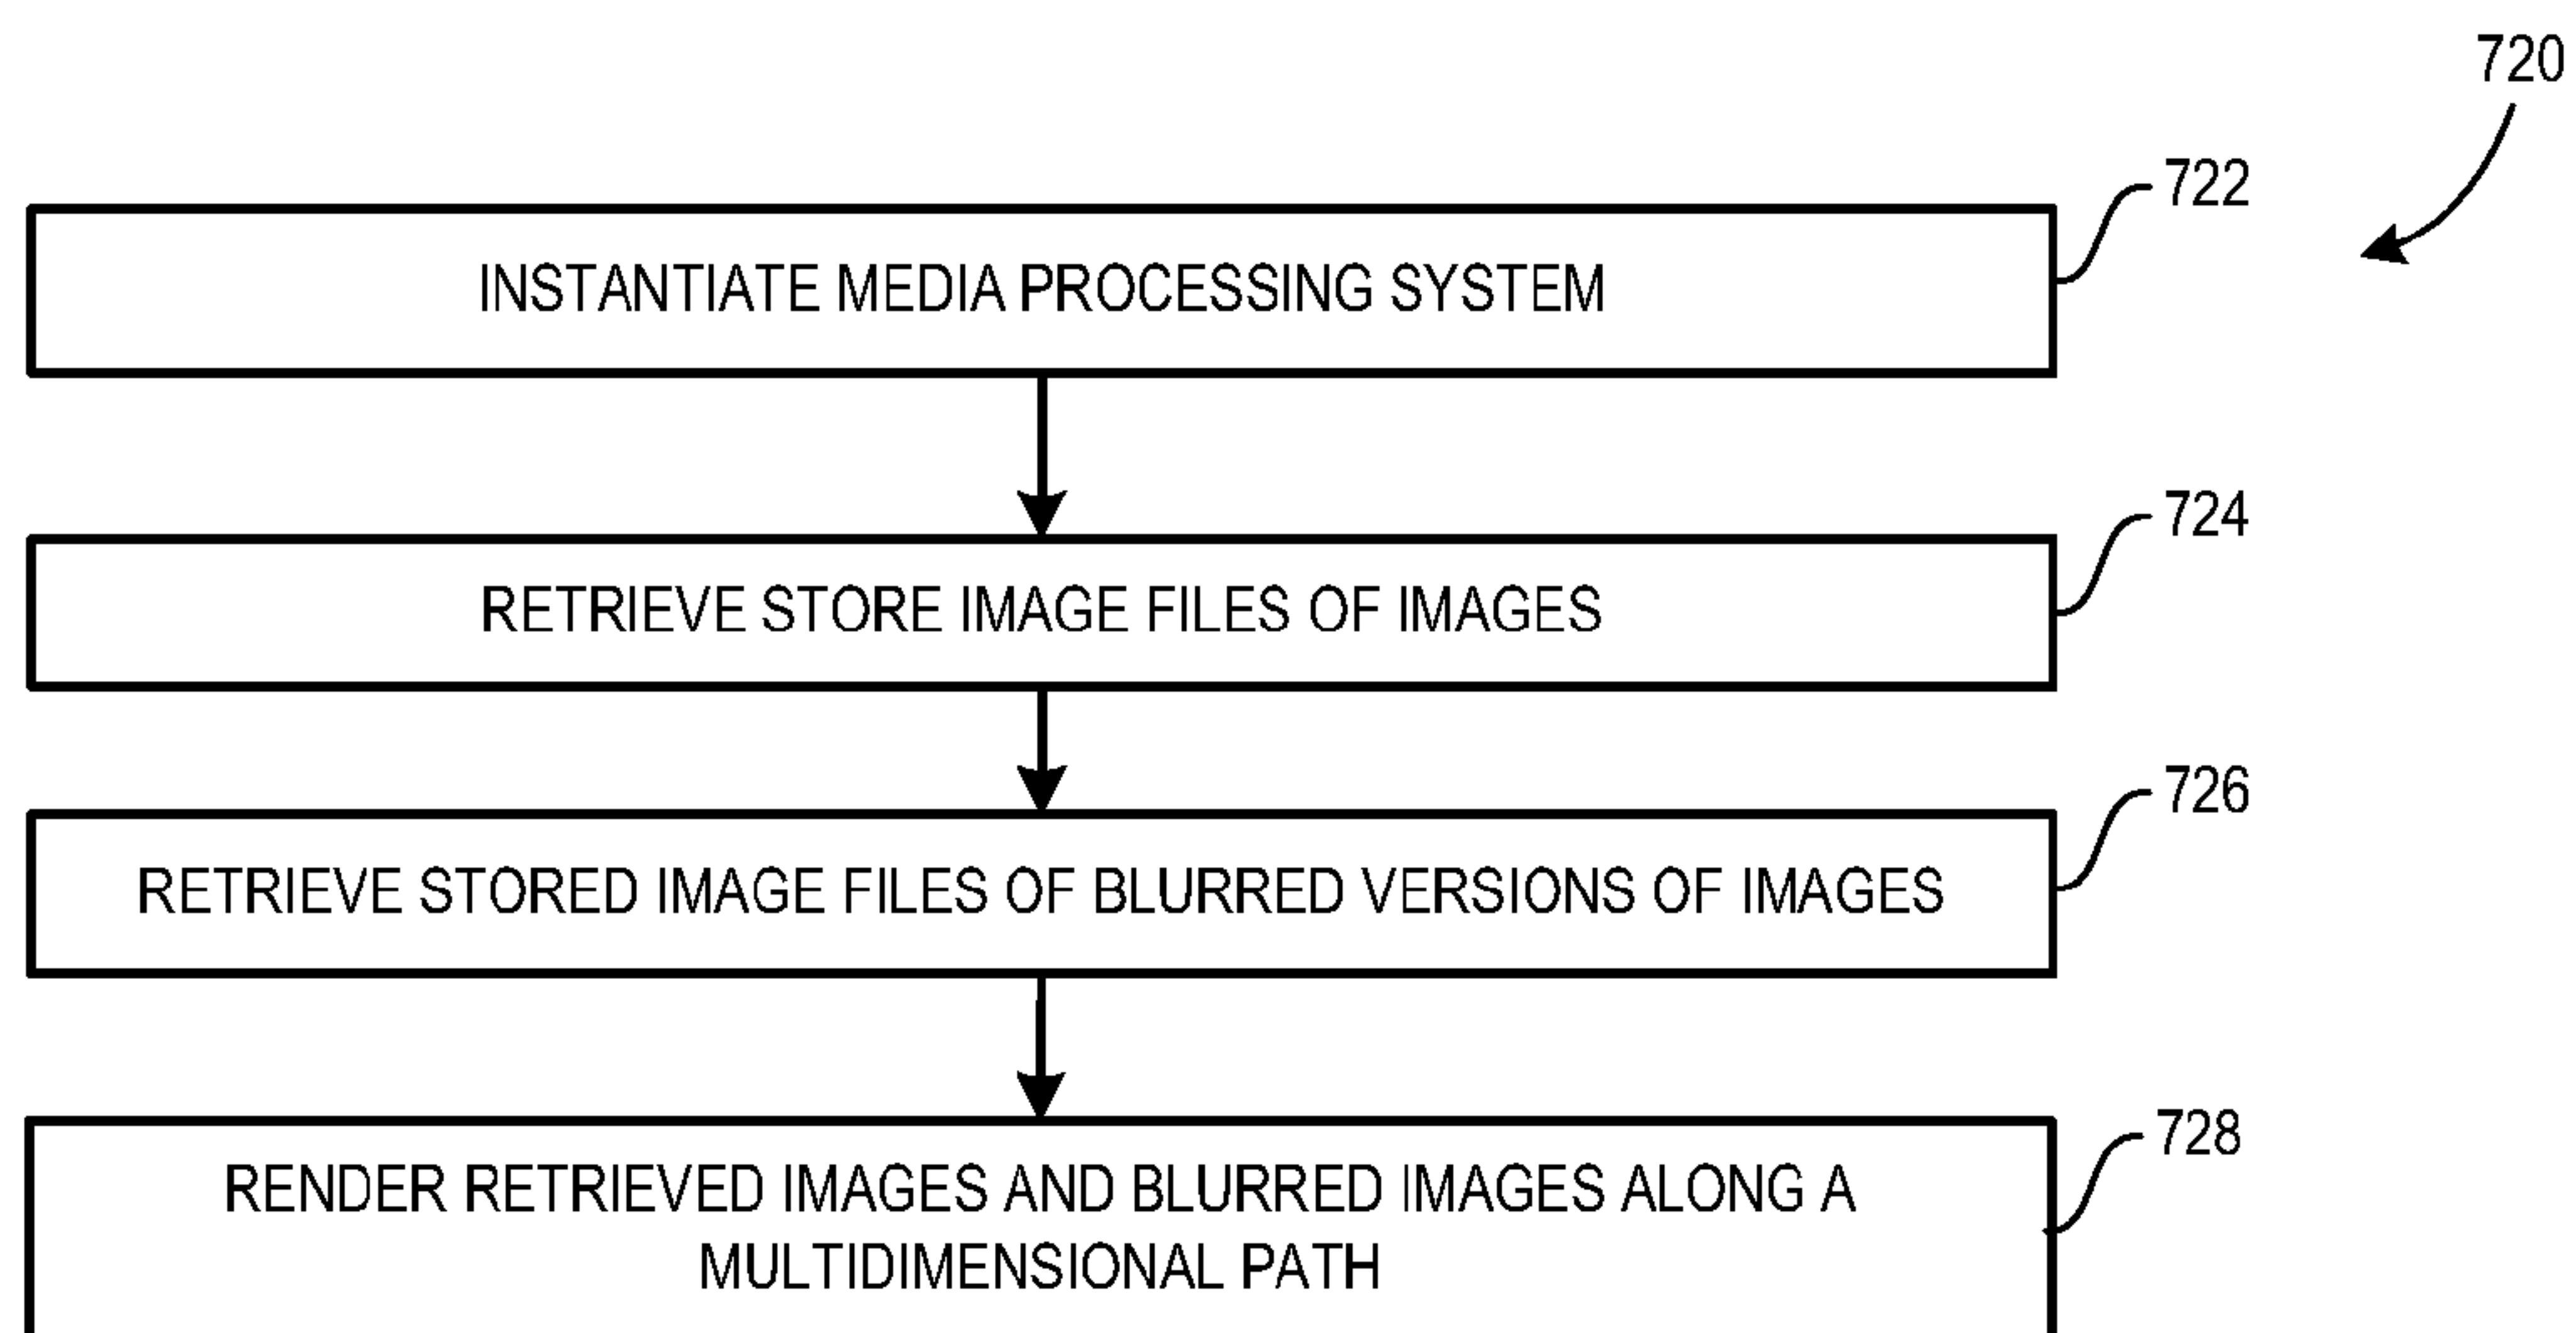 720
722
INSTANTIATE MEDIA PROCESSING SYSTEM
724
RETRIEVE STORE IMAGE FILES OF IMAGES
726
RETRIEVE STORED IMAGE FILES OF BLURRED VERSIONS OF IMAGES
728
RENDER RETRIEVED IMAGES AND BLURRED IMAGES ALONG A
MULTIDIMENSIONAL PATH